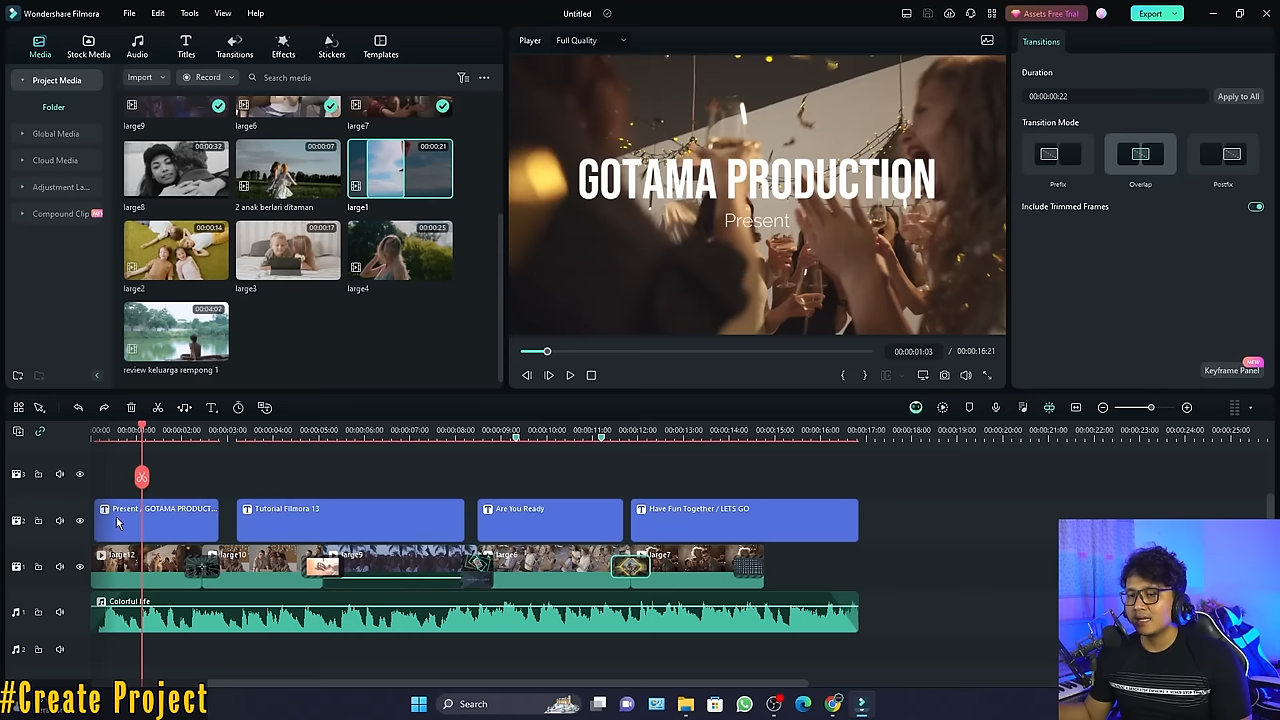 Wondershare Filmora
File
Edit
Tools
View
Help
Untitled
Assets Free Trial
Export
Media
Stock Media
Audio
Titles
Transitions
Effects
Stickers
Templates
Player
Full Quality
Transitions
Project Media
Import
Record
Search media
Folder
Global Media
Cloud Media
Adjustment La...
Compound Clip
NEW
large9
large6
large7
00:00:32
00:00:07
00:00:21
large8
2 anak berlari ditaman
large1
00:00:14
00:00:17
00:00:25
large2
large3
large4
00:04:02
review keluarga rempong 1
GOTAMA PRODUCTION
Present
00:00:01:03 / 00:00:16:21
Duration
00:00:00:22
Apply to All
Transition Mode
Prefix
Overlap
Postfix
Include Trimmed Frames
NEW
Keyframe Panel
00:00 00:00:01:00 00:00:02:00 00:00:03:00 00:00:04:00 00:00:05:00 00:00:06:00 00:00:07:00 00:00:08:00 00:00:09:00 00:00:10:00 00:00:11:00 00:00:12:00 00:00:13:00 00:00:14:00 00:00:15:00 00:00:16:00 00:00:17:00 00:00:18:00 00:00:19:00 00:00:20:00 00:00:21:00 00:00:22:00 00:00:23:00 00:00:24:00 00:00:25:00
3
Present / GOTAMA PRODUCT...
Tutorial Filmora 13
Are You Ready
Have Fun Together / LETS GO
large12
large10
large9
large6
large7
1
Colorful life
2
#Create Project
Search